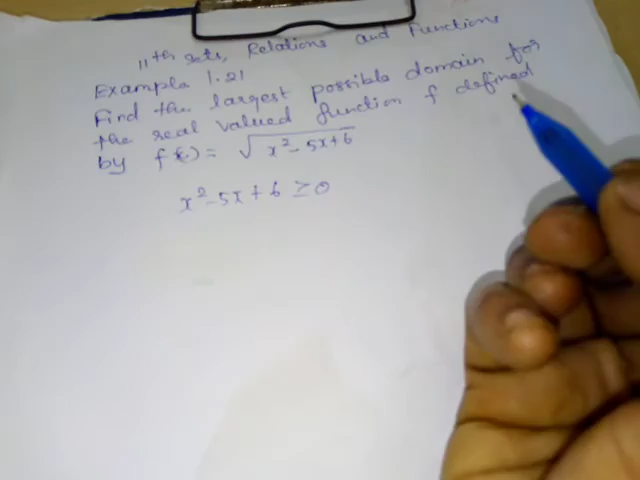 11th sets, Relations and Functions
Example 1.21
Find the largest possible domain for
the real valued function f defined
by f(x) = √x² - 5x + 6
x² - 5x + 6 ≥ 0